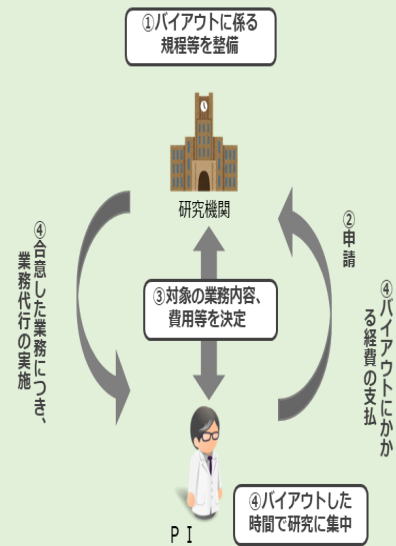 ①バイアウトに係る
規程等を整備
研究機関
②申請
③対象の業務内容、
費用等を決定
④合意した業務につき、
業務代行の実施
④バイアウトにかか
る経費の支払
④バイアウトした
時間で研究に集中
ＰＩ